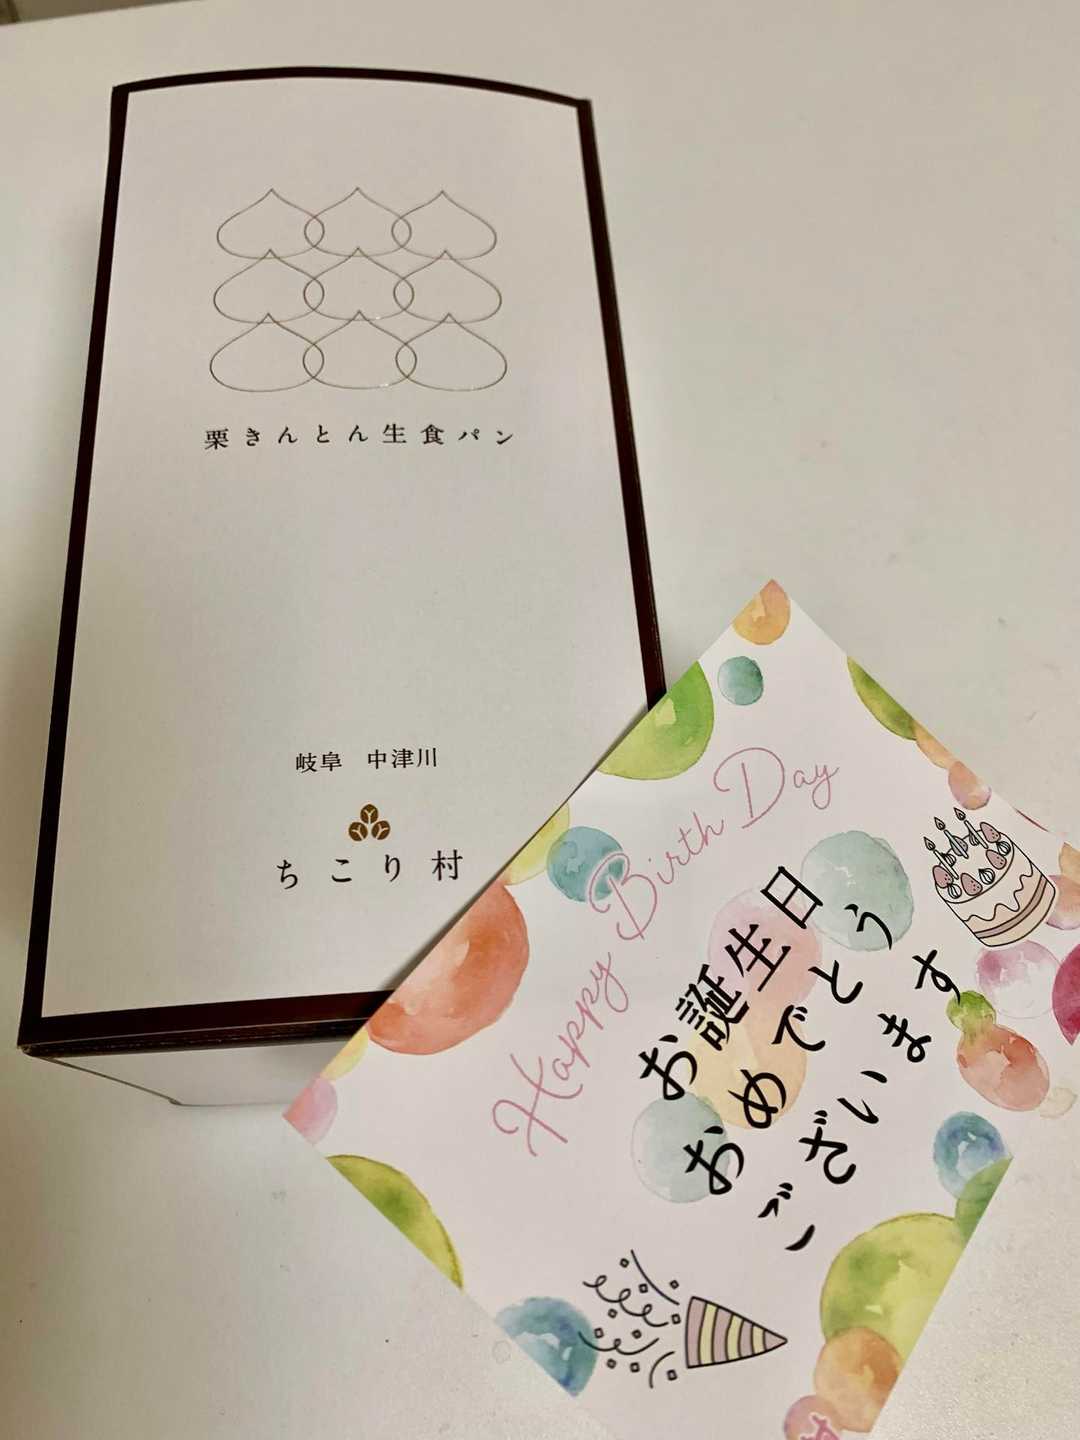 栗きんとん生食パン
岐阜 中津川
ちこり村
Happy Birth Day
お誕生日
おめでとう
ございます